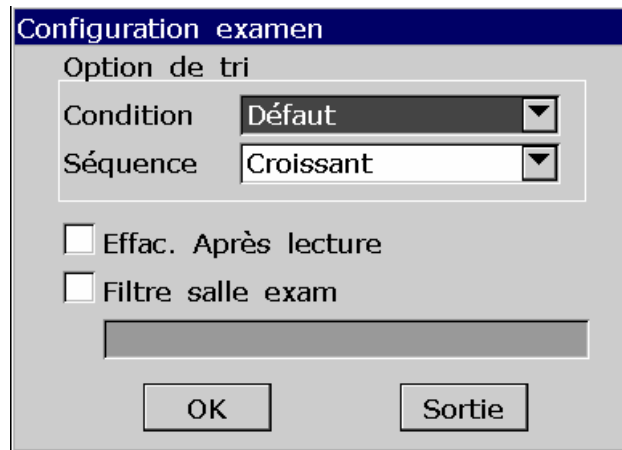 Configuration examen
Option de tri
Condition Défaut
Séquence Croissant
Effac. Après lecture
Filtre salle exam
OK Sortie